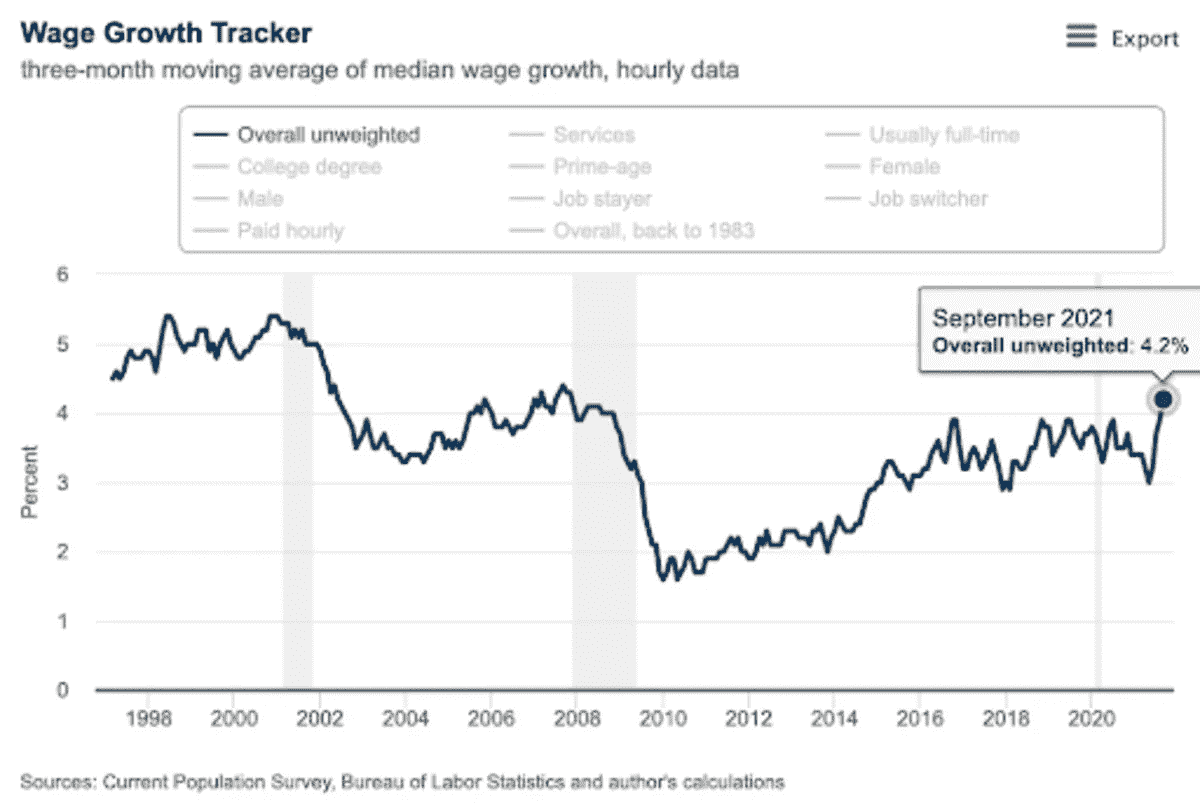 Wage Growth Tracker
Export
three-month moving average of median wage growth, hourly data
Overall unweighted
Services
Usually full-time
College degree
Prime-age
Female
Male
Job stayer
Job switcher
Paid hourly
Overall, back to 1983
6
5
4
3
2
1
0
Percent
September 2021
Overall unweighted: 4.2%
1998 2000 2002 2004 2006 2008 2010 2012 2014 2016 2018 2020
Sources: Current Population Survey, Bureau of Labor Statistics and author's calculations